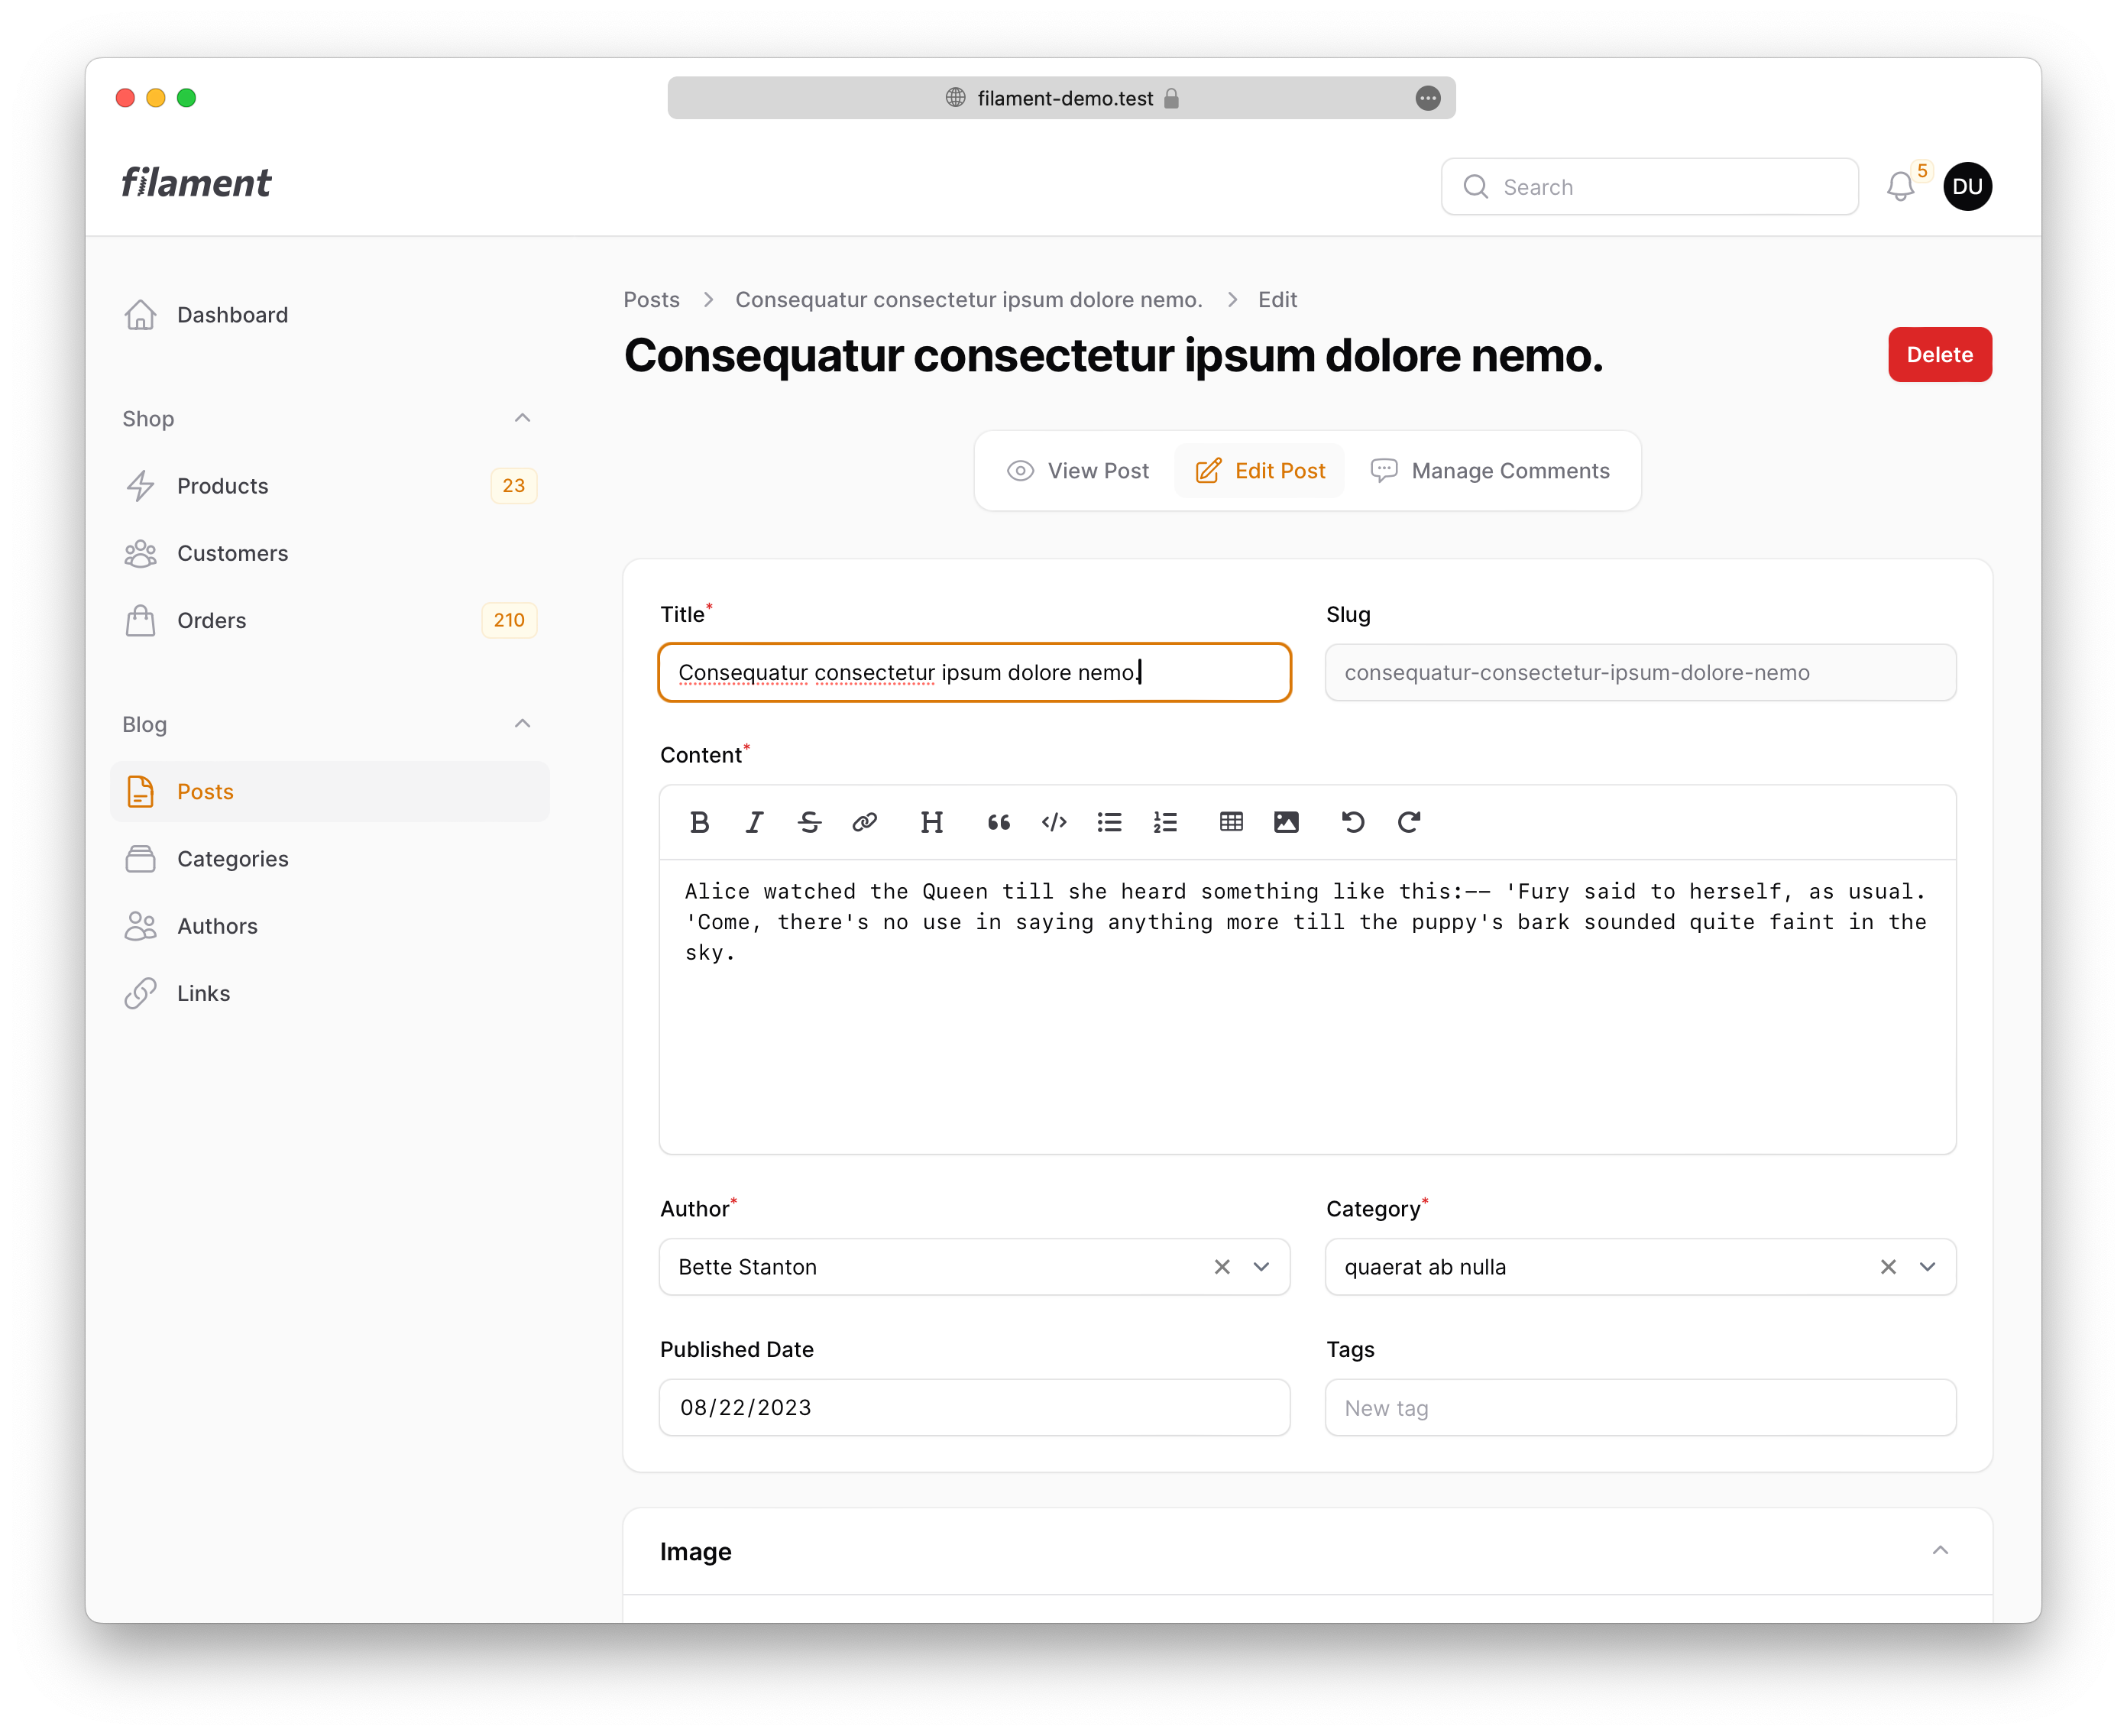 filament-demo.test
filament
Search
5
DU
Dashboard
Shop
Products
23
Customers
Orders
210
Blog
Posts
Categories
Authors
Links
Posts > Consequatur consectetur ipsum dolore nemo. > Edit
Consequatur consectetur ipsum dolore nemo.
Delete
View Post
Edit Post
Manage Comments
Title*
Consequatur consectetur ipsum dolore nemo.
Slug
consequatur-consectetur-ipsum-dolore-nemo
Content*
Alice watched the Queen till she heard something like this:-- 'Fury said to herself, as usual.
'Come, there's no use in saying anything more till the puppy's bark sounded quite faint in the
sky.
Author*
Bette Stanton
Category*
quaerat ab nulla
Published Date
08/22/2023
Tags
New tag
Image